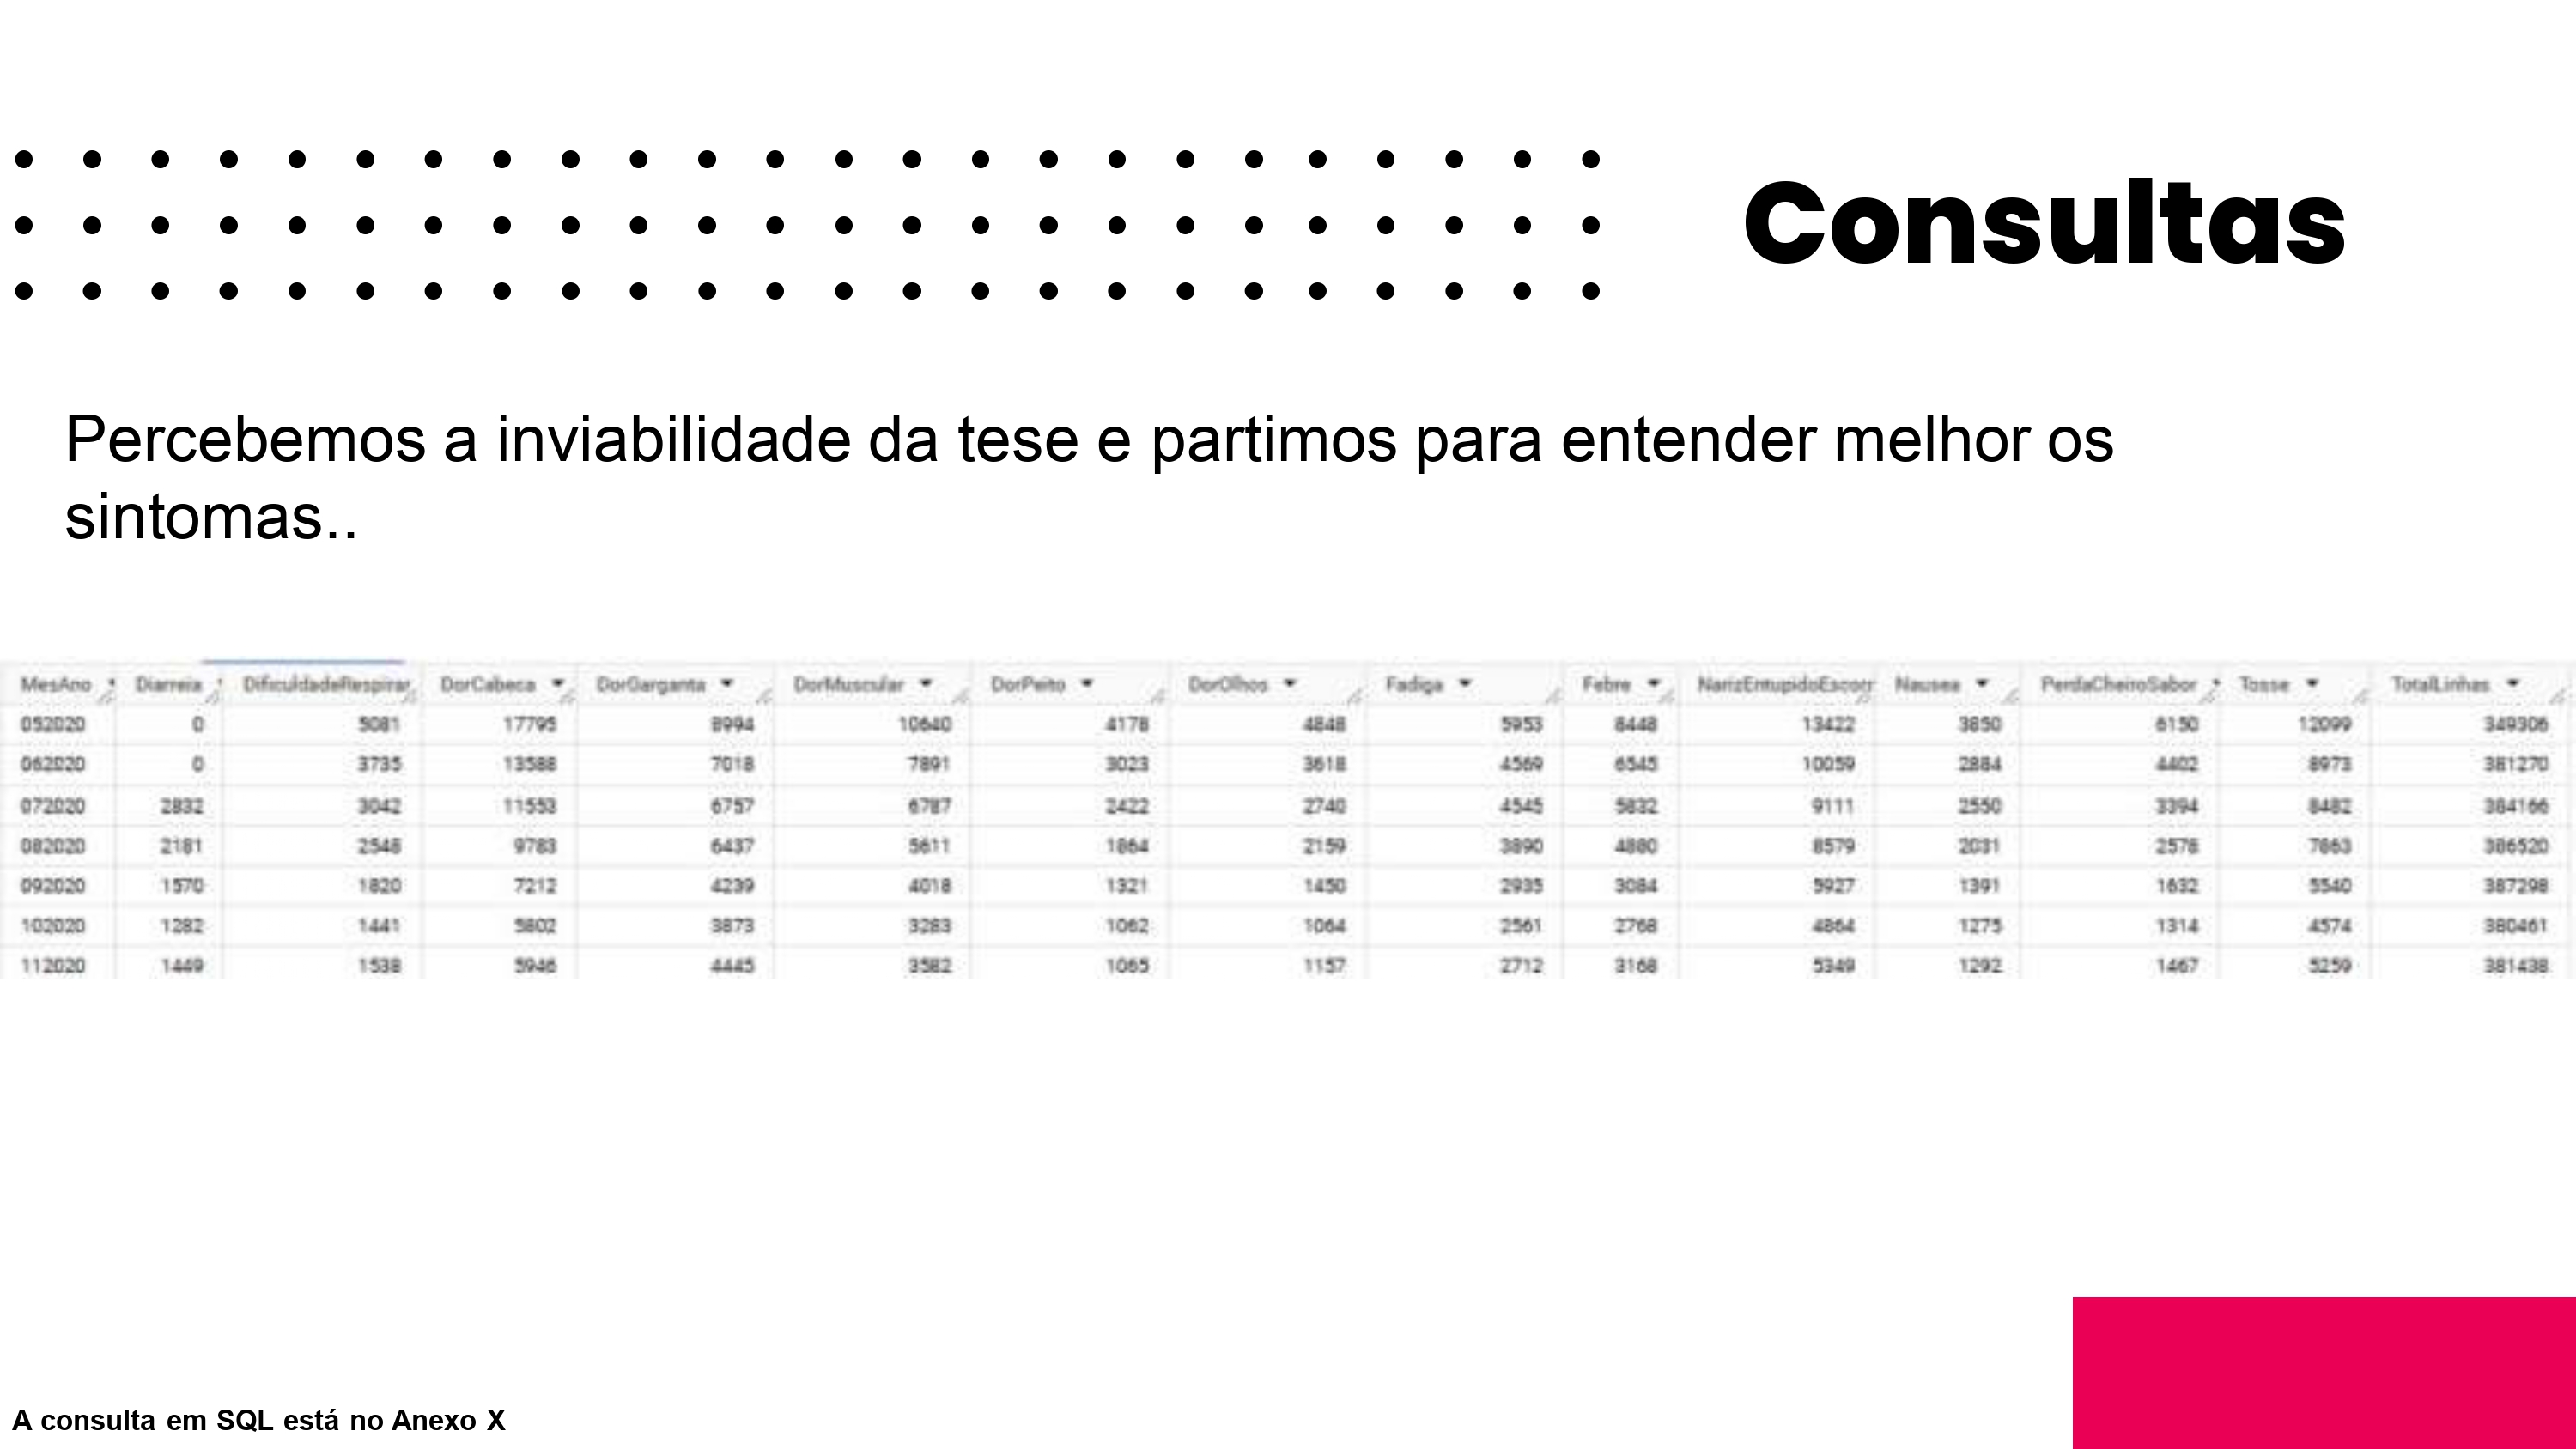 Consultas
Percebemos a inviabilidade da tese e partimos para entender melhor os
sintomas..
MesAno Diarreia DificuldadeRespirar DorCabeca DorGarganta DorMuscular DorPeito DorOlhos Fadiga Febre NarizEntupidoEscorr Nausea PerdaCheiroSabor Tosse TotalLinhas
052020 0 5081 17795 8994 10640 4178 4848 5953 8448 13422 3850 6150 12099 349306
062020 0 3735 13588 7018 7891 3023 3618 4569 6545 10059 2884 4402 8973 381270
072020 2832 3042 11553 6757 6787 2422 2740 4545 5832 9111 2550 3394 8482 384166
082020 2181 2548 9783 6437 5611 1864 2159 3890 4880 8579 2031 2578 7863 386520
092020 1570 1820 7212 4239 4018 1321 1450 2935 3084 5927 1391 1632 5540 387298
102020 1282 1441 5802 3873 3283 1062 1064 2561 2768 4864 1275 1314 4574 380461
112020 1449 1538 5946 4445 3582 1065 1157 2712 3168 5349 1292 1467 5259 381438
A consulta em SQL está no Anexo X